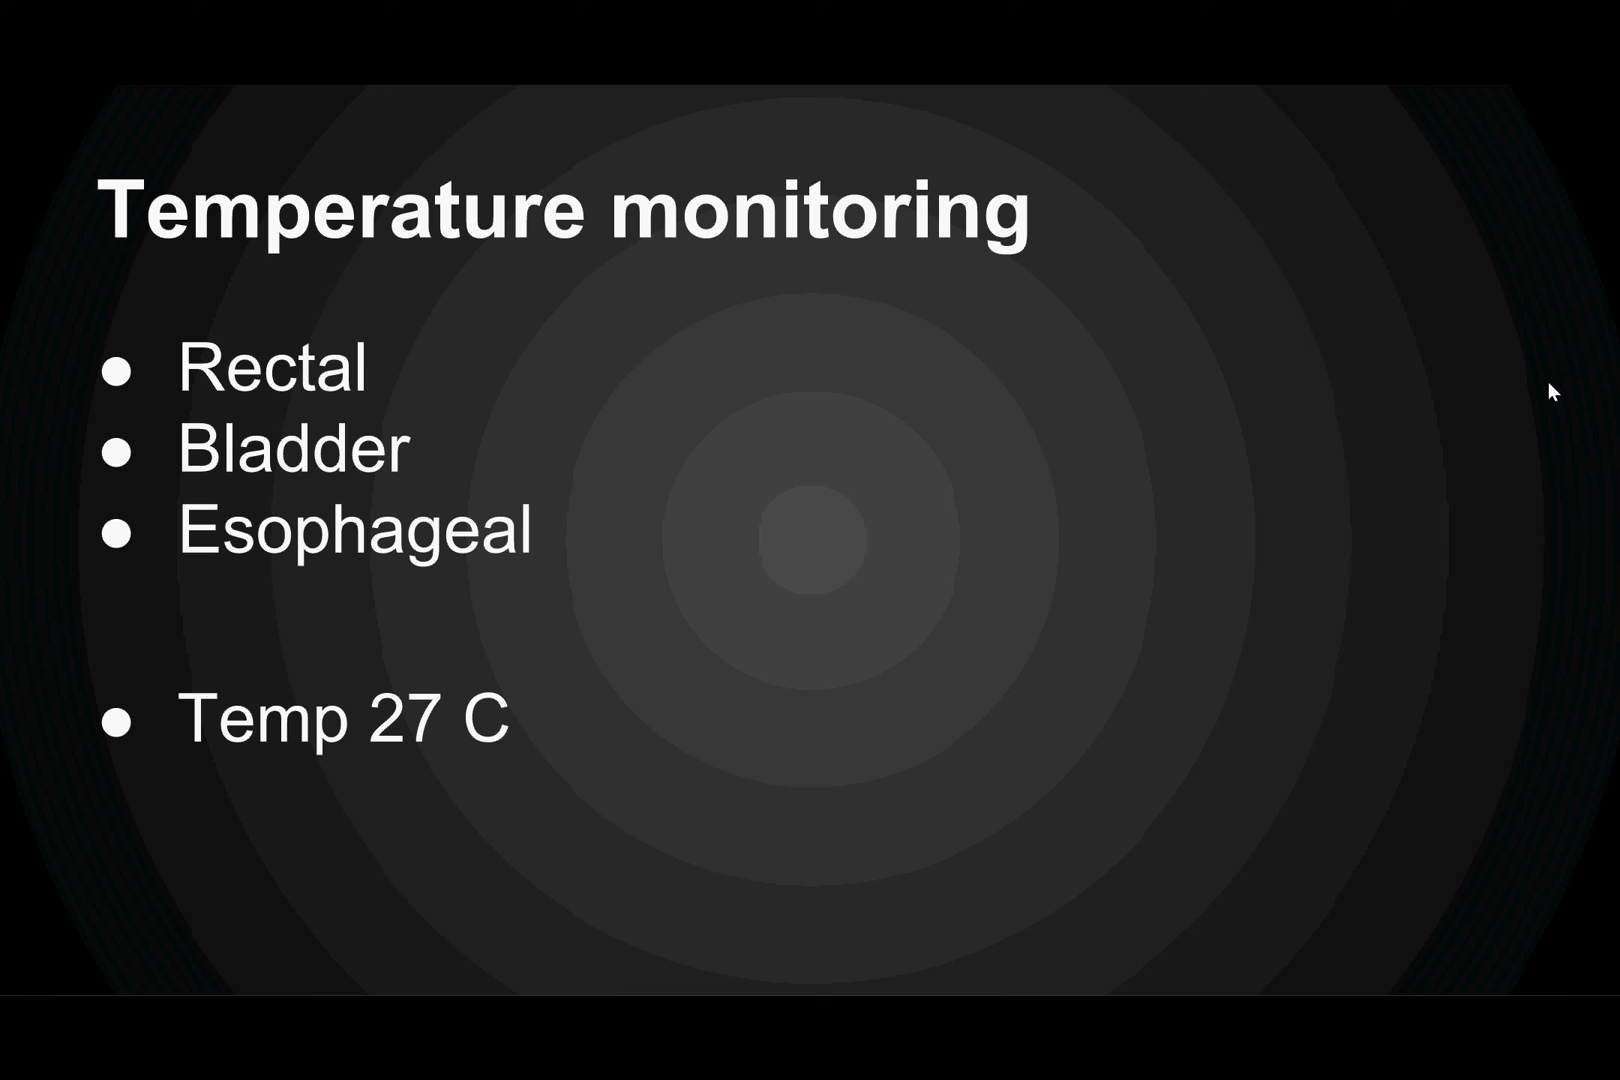 Temperature monitoring
● Rectal
● Bladder
● Esophageal
● Temp 27 C